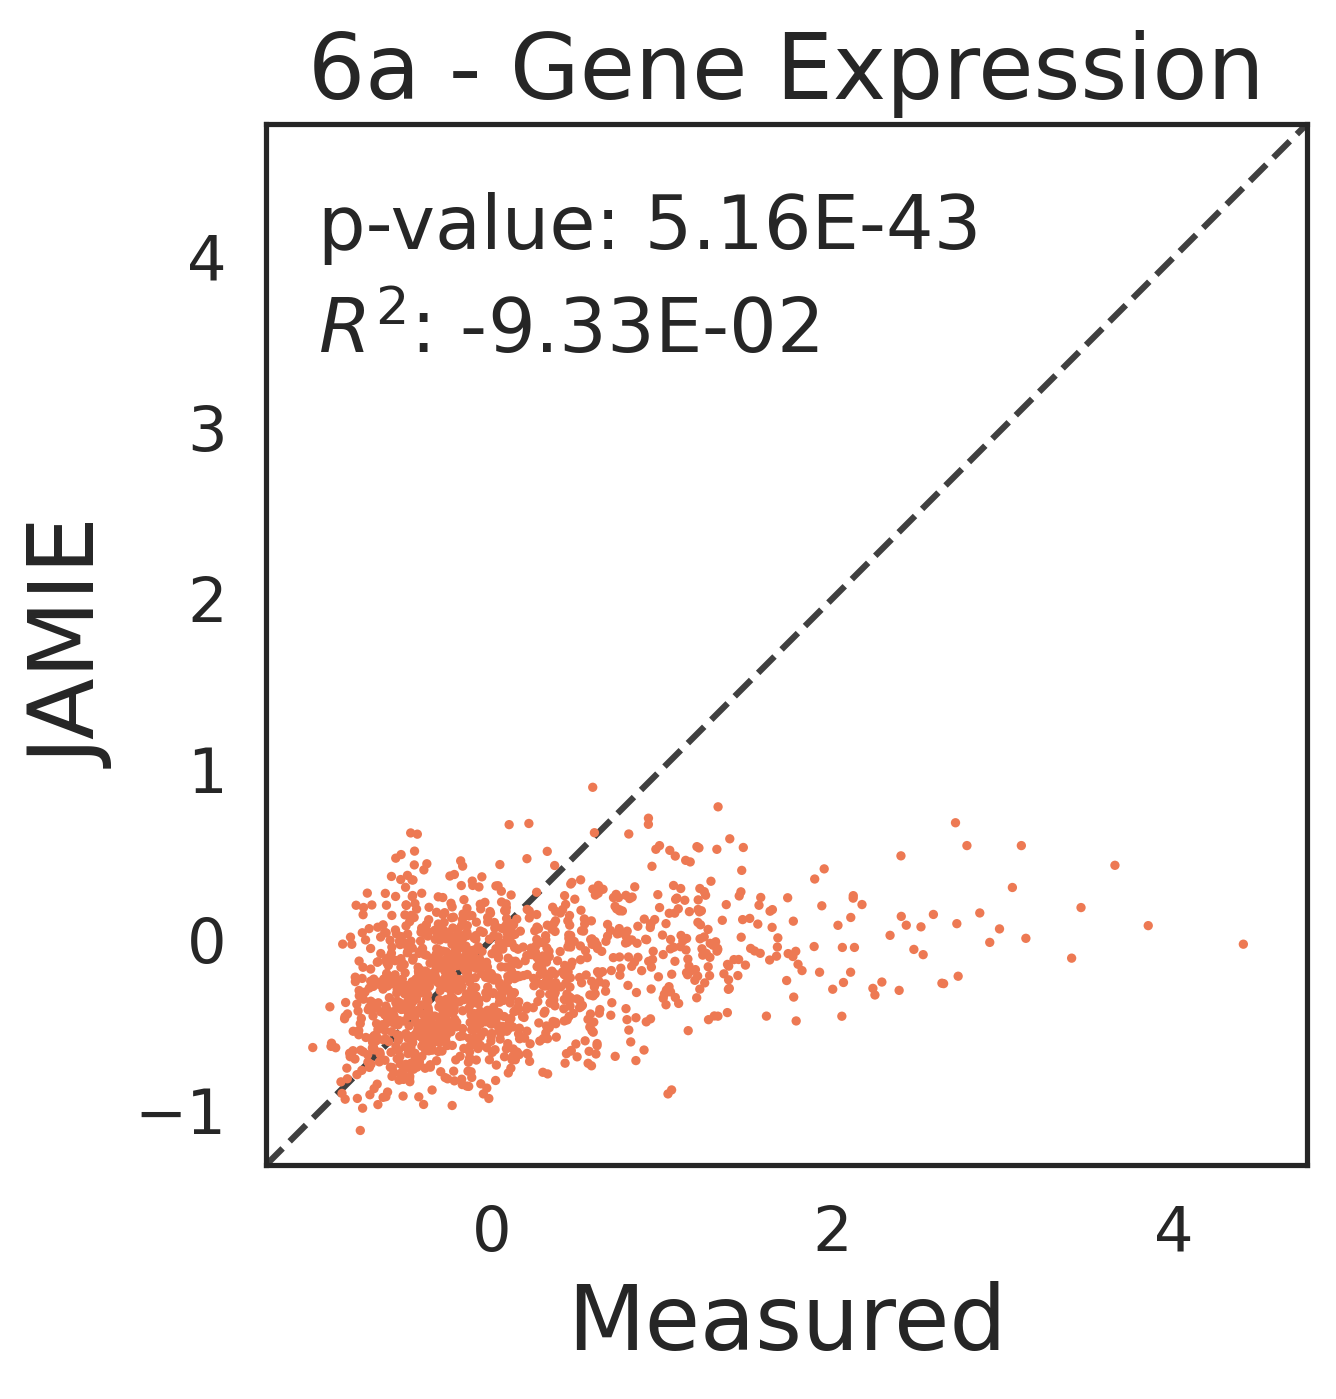 6a - Gene Expression
p-value: 5.16E-43
R²: -9.33E-02
4
3
2
1
0
−1
JAMIE
0 2 4
Measured